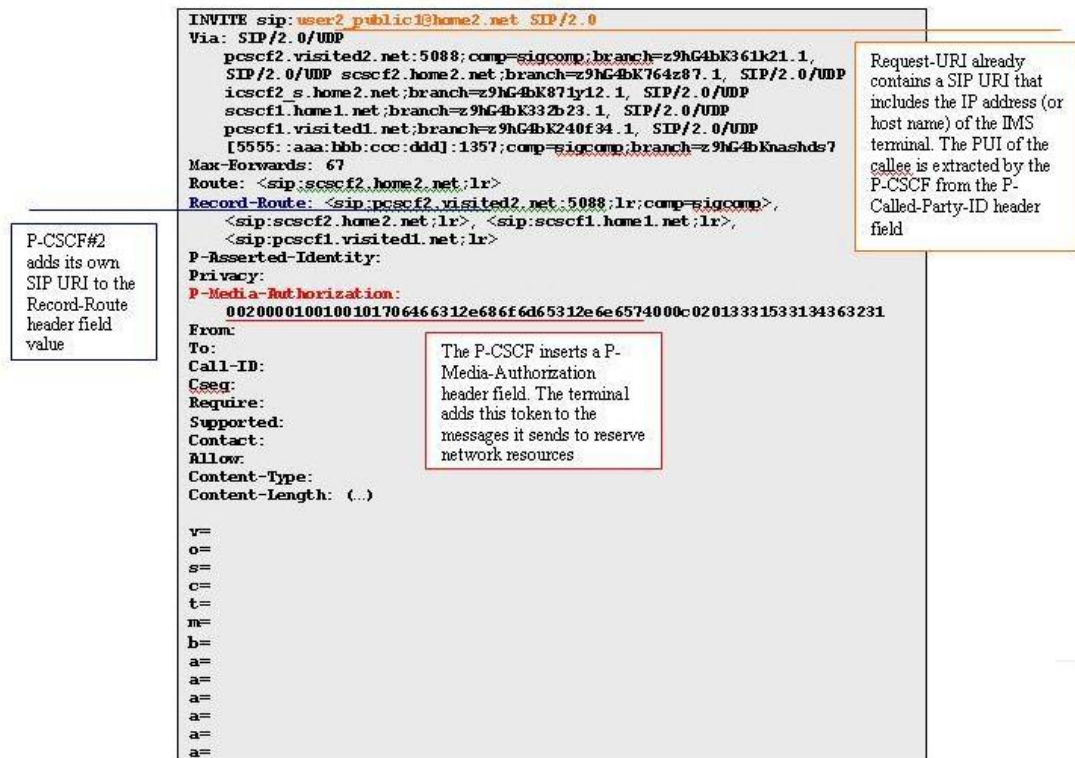 INVITE sip:user2_public1@home2.net SIP/2.0
Via: SIP/2.0/UDP
pcscf2.visited2.net:5088;comp=sigcomp;branch=z9hG4bK361k21.1,
SIP/2.0/UDP scscf2.home2.net;branch=z9hG4bK764z87.1, SIP/2.0/UDP
icscf2_s.home2.net;branch=z9hG4bK871y12.1, SIP/2.0/UDP
scscf1.home1.net;branch=z9hG4bK332b23.1, SIP/2.0/UDP
pcscf1.visited1.net;branch=z9hG4bK240f34.1, SIP/2.0/UDP
[5555::aaa:bbb:ccc:ddd]:1357;comp=sigcomp;branch=z9hG4bKnashds7
Max-Forwards: 67
Route: <sip:scscf2.home2.net;lr>
Record-Route: <sip:pcscf2.visited2.net:5088;lr;comp=sigcomp>,
<sip:scscf2.home2.net;lr>, <sip:scscf1.home1.net;lr>,
<sip:pcscf1.visited1.net;lr>
P-Asserted-Identity:
Privacy:
P-Media-Authorization:
0020000100100101706466312e686f6d65312e6e6574000c02013331533134363231
From:
To:
Call-ID:
Cseq:
Require:
Supported:
Contact:
Allow:
Content-Type:
Content-Length: (...)
v=
o=
s=
c=
t=
m=
b=
a=
a=
a=
a=
a=
a=
Request-URI already
contains a SIP URI that
includes the IP address (or
host name) of the IMS
terminal. The PUI of the
callee is extracted by the
P-CSCF from the P-
Called-Party-ID header
field
P-CSCF#2
adds its own
SIP URI to the
Record-Route
header field
value
The P-CSCF inserts a P-
Media-Authorization
header field. The terminal
adds this token to the
messages it sends to reserve
network resources